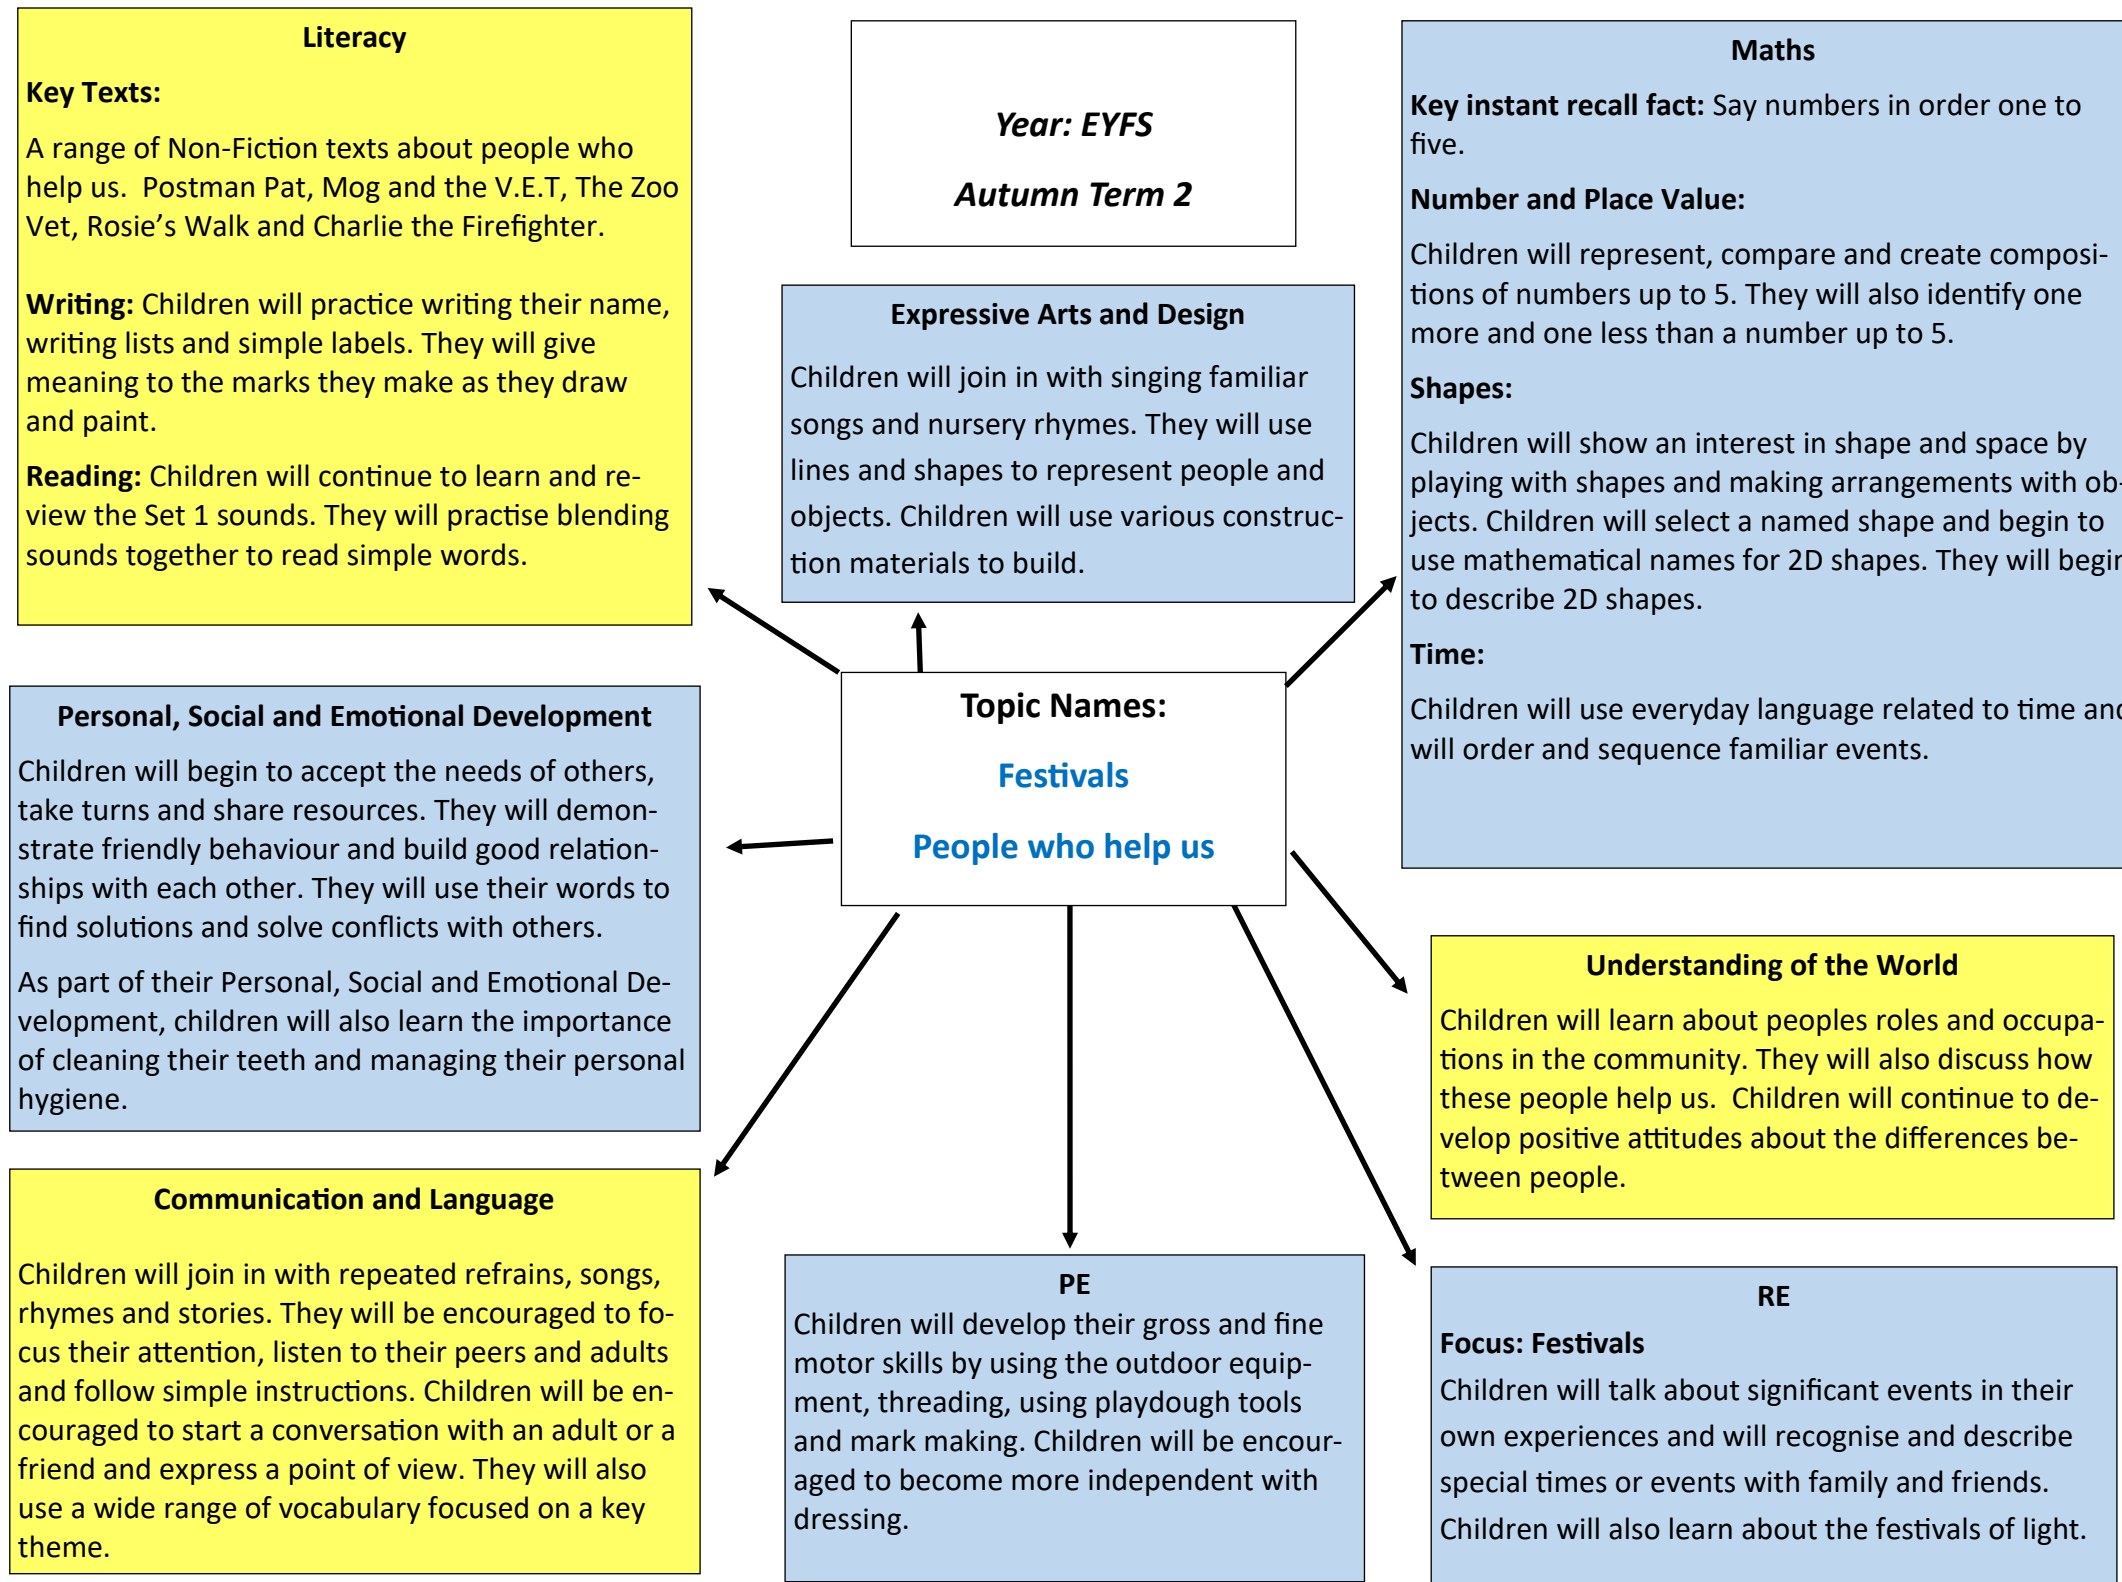 Literacy
Key Texts:
A range of Non-Fiction texts about people who
help us.  Postman Pat, Mog and the V.E.T, The Zoo
Vet, Rosie’s Walk and Charlie the Firefighter.
Writing: Children will practice writing their name,
writing lists and simple labels. They will give
meaning to the marks they make as they draw
and paint.
Reading: Children will continue to learn and re-
view the Set 1 sounds. They will practise blending
sounds together to read simple words.
Year: EYFS
Autumn Term 2
Expressive Arts and Design
Children will join in with singing familiar
songs and nursery rhymes. They will use
lines and shapes to represent people and
objects. Children will use various construc-
tion materials to build.
Maths
Key instant recall fact: Say numbers in order one to
five.
Number and Place Value:
Children will represent, compare and create composi-
tions of numbers up to 5. They will also identify one
more and one less than a number up to 5.
Shapes:
Children will show an interest in shape and space by
playing with shapes and making arrangements with ob-
jects. Children will select a named shape and begin to
use mathematical names for 2D shapes. They will begin
to describe 2D shapes.
Time:
Children will use everyday language related to time and
will order and sequence familiar events.
Topic Names:
Festivals
People who help us
Personal, Social and Emotional Development
Children will begin to accept the needs of others,
take turns and share resources. They will demon-
strate friendly behaviour and build good relation-
ships with each other. They will use their words to
find solutions and solve conflicts with others.
As part of their Personal, Social and Emotional De-
velopment, children will also learn the importance
of cleaning their teeth and managing their personal
hygiene.
Understanding of the World
Children will learn about peoples roles and occupa-
tions in the community. They will also discuss how
these people help us.  Children will continue to de-
velop positive attitudes about the differences be-
tween people.
Communication and Language
Children will join in with repeated refrains, songs,
rhymes and stories. They will be encouraged to fo-
cus their attention, listen to their peers and adults
and follow simple instructions. Children will be en-
couraged to start a conversation with an adult or a
friend and express a point of view. They will also
use a wide range of vocabulary focused on a key
theme.
PE
Children will develop their gross and fine
motor skills by using the outdoor equip-
ment, threading, using playdough tools
and mark making. Children will be encour-
aged to become more independent with
dressing.
RE
Focus: Festivals
Children will talk about significant events in their
own experiences and will recognise and describe
special times or events with family and friends.
Children will also learn about the festivals of light.